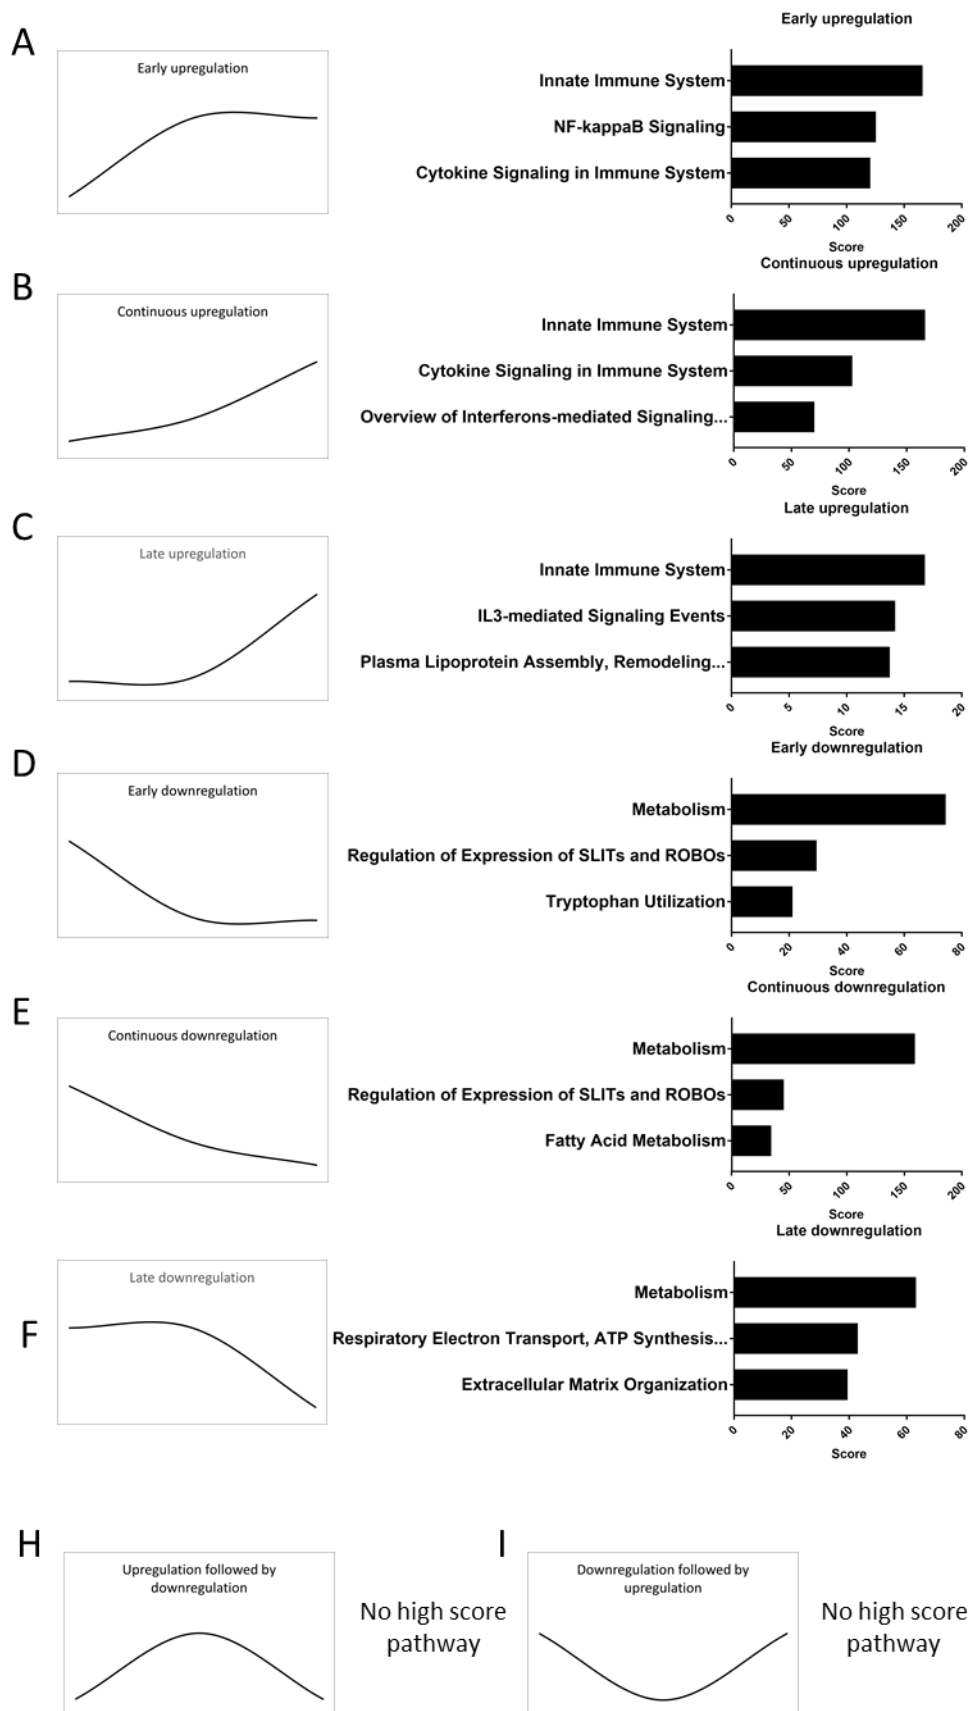 A
Early upregulation
Early upregulation
Innate Immune System
NF-kappaB Signaling
Cytokine Signaling in Immune System
0 50 100 150 200
Score
B
Continuous upregulation
Continuous upregulation
Innate Immune System
Cytokine Signaling in Immune System
Overview of Interferons-mediated Signaling...
0 50 100 150 200
Score
C
Late upregulation
Late upregulation
Innate Immune System
IL3-mediated Signaling Events
Plasma Lipoprotein Assembly, Remodeling...
0 5 10 15 20
Score
D
Early downregulation
Early downregulation
Metabolism
Regulation of Expression of SLITs and ROBOs
Tryptophan Utilization
0 20 40 60 80
Score
E
Continuous downregulation
Continuous downregulation
Metabolism
Regulation of Expression of SLITs and ROBOs
Fatty Acid Metabolism
0 50 100 150 200
Score
F
Late downregulation
Late downregulation
Metabolism
Respiratory Electron Transport, ATP Synthesis...
Extracellular Matrix Organization
0 20 40 60 80
Score
H
Upregulation followed by
downregulation
No high score
pathway
I
Downregulation followed by
upregulation
No high score
pathway